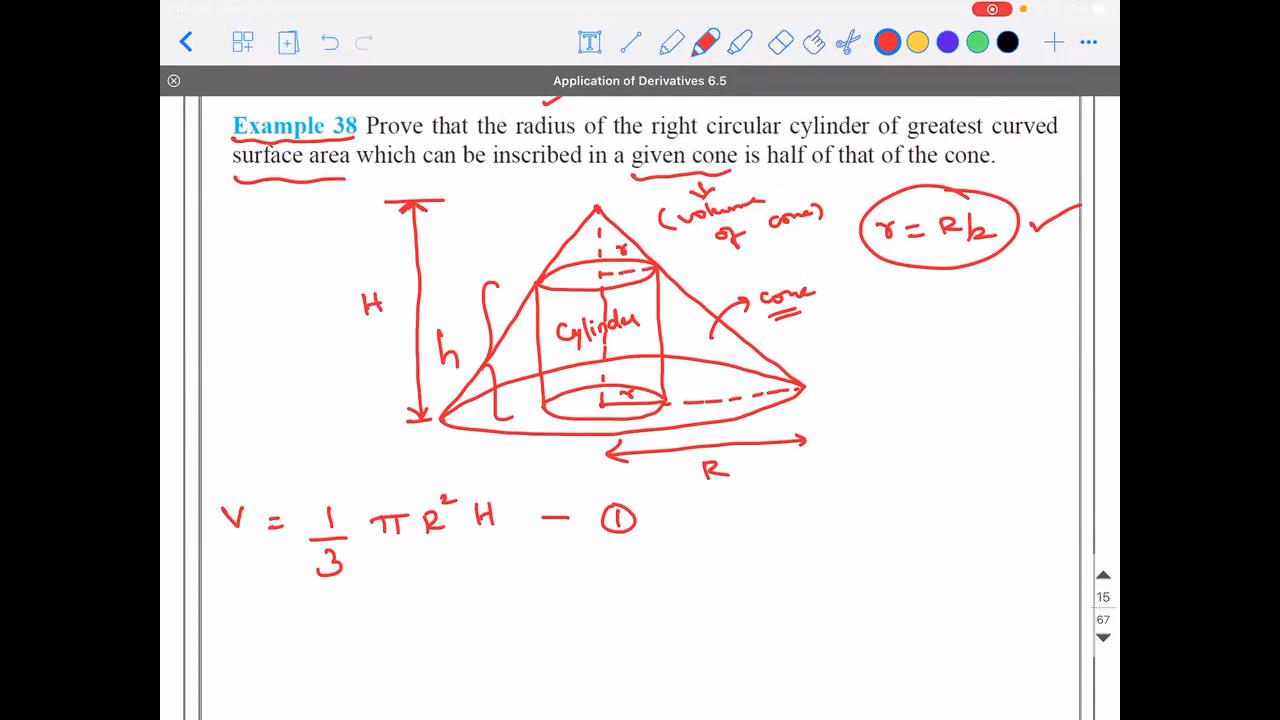 Application of Derivatives 6.5
Example 38 Prove that the radius of the right circular cylinder of greatest curved
surface area which can be inscribed in a given cone is half of that of the cone.
(volume
of cone)
r = R/2
H
r
cone
Cylinder
h
r
R
V = 1/3 π R² H — ①
15
67